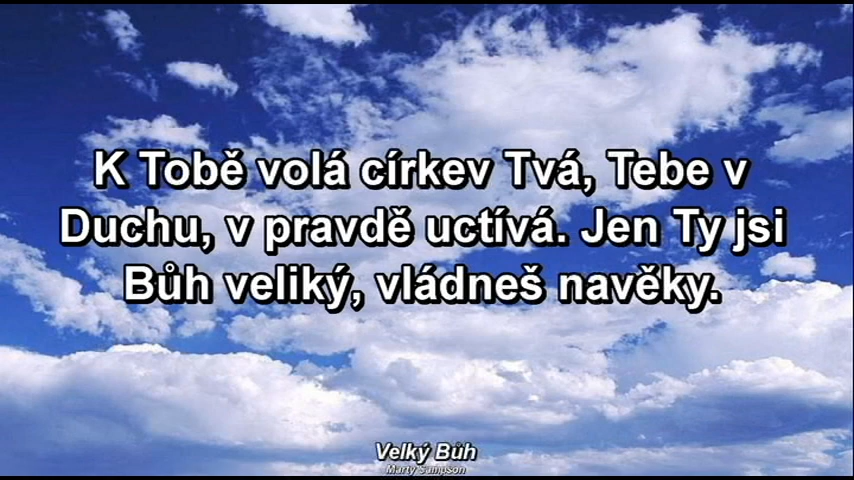 K Tobě volá církev Tvá, Tebe v
Duchu, v pravdě uctívá. Jen Ty jsi
Bůh veliký, vládneš navěky.
Velký Bůh
Marty Sampson